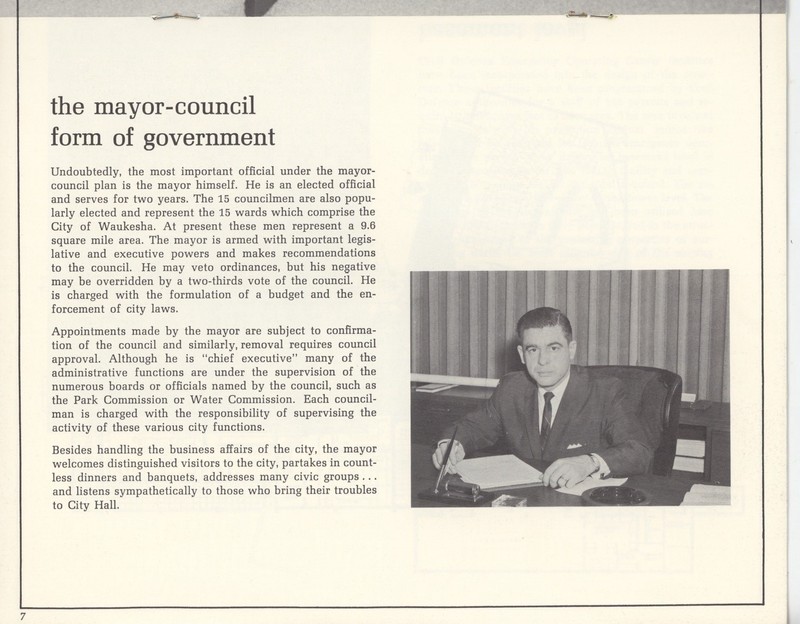 the mayor-council
form of government
Undoubtedly, the most important official under the mayor-
council plan is the mayor himself. He is an elected official
and serves for two years. The 15 councilmen are also popu-
larly elected and represent the 15 wards which comprise the
City of Waukesha. At present these men represent a 9.6
square mile area. The mayor is armed with important legis-
lative and executive powers and makes recommendations
to the council. He may veto ordinances, but his negative
may be overridden by a two-thirds vote of the council. He
is charged with the formulation of a budget and the en-
forcement of city laws.
Appointments made by the mayor are subject to confirma-
tion of the council and similarly, removal requires council
approval. Although he is “chief executive” many of the
administrative functions are under the supervision of the
numerous boards or officials named by the council, such as
the Park Commission or Water Commission. Each council-
man is charged with the responsibility of supervising the
activity of these various city functions.
Besides handling the business affairs of the city, the mayor
welcomes distinguished visitors to the city, partakes in count-
less dinners and banquets, addresses many civic groups . . .
and listens sympathetically to those who bring their troubles
to City Hall.
7